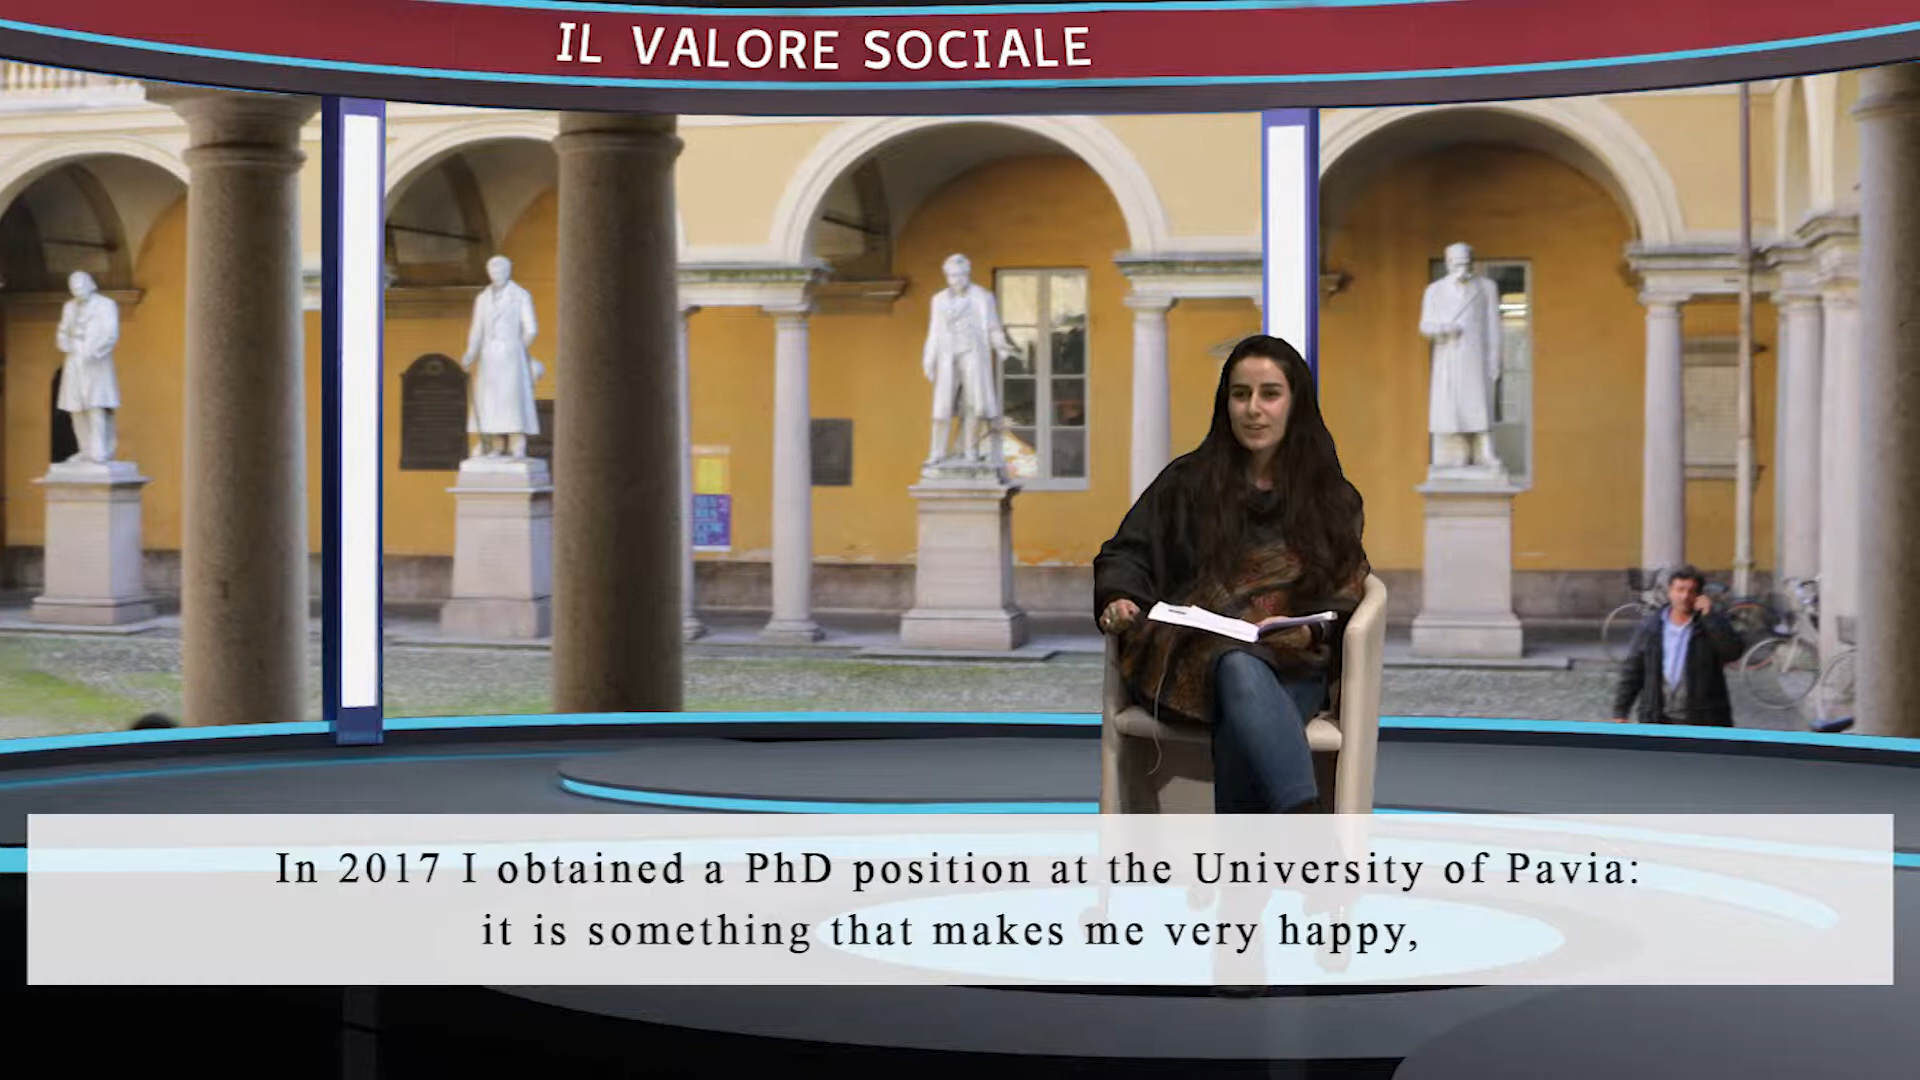 IL VALORE SOCIALE
In 2017 I obtained a PhD position at the University of Pavia:
it is something that makes me very happy,